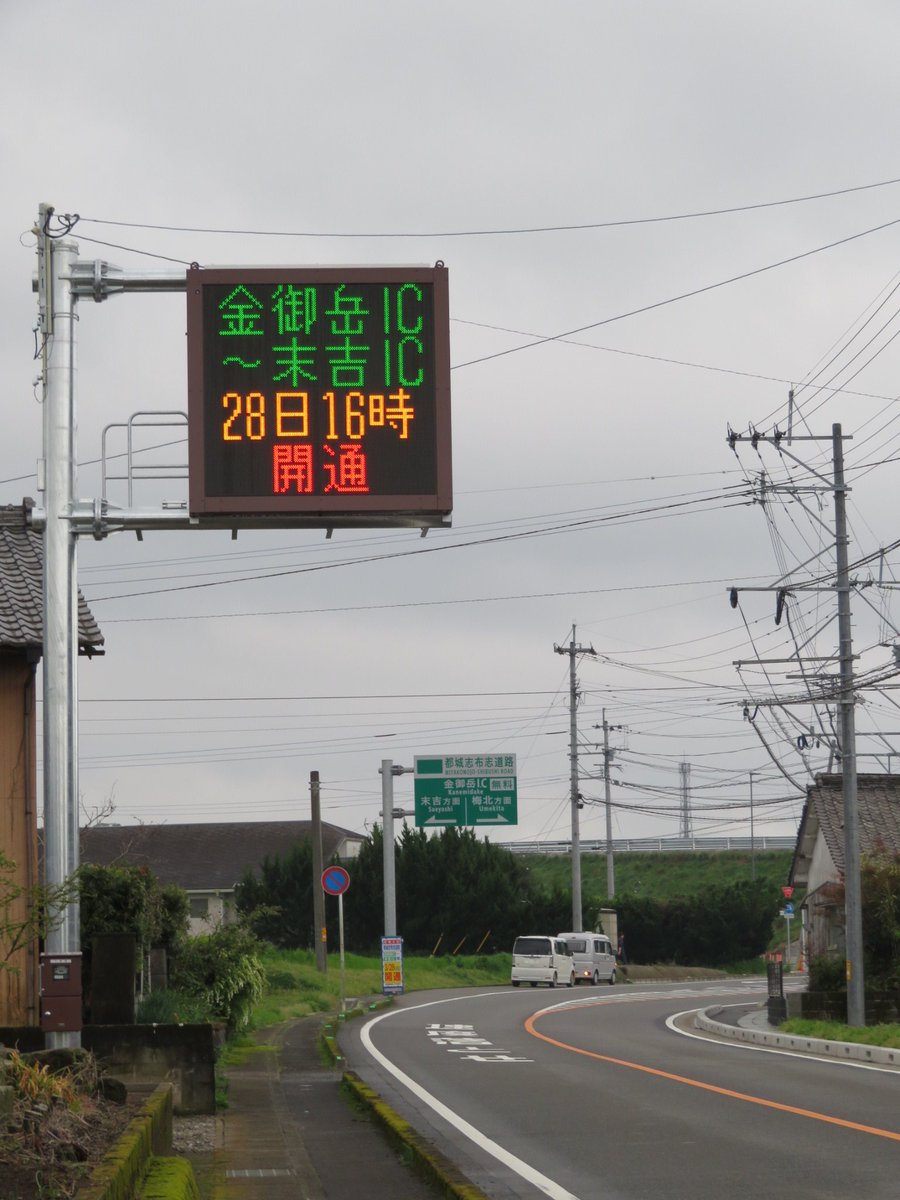 金御岳IC
～末吉IC
28日16時
開通
都城志布志道路
MIYAKONOJO-SHIBUSHI ROAD
金御岳IC 無料
Kanemidake
末吉方面 梅北方面
Sueyoshi Umekita
開通